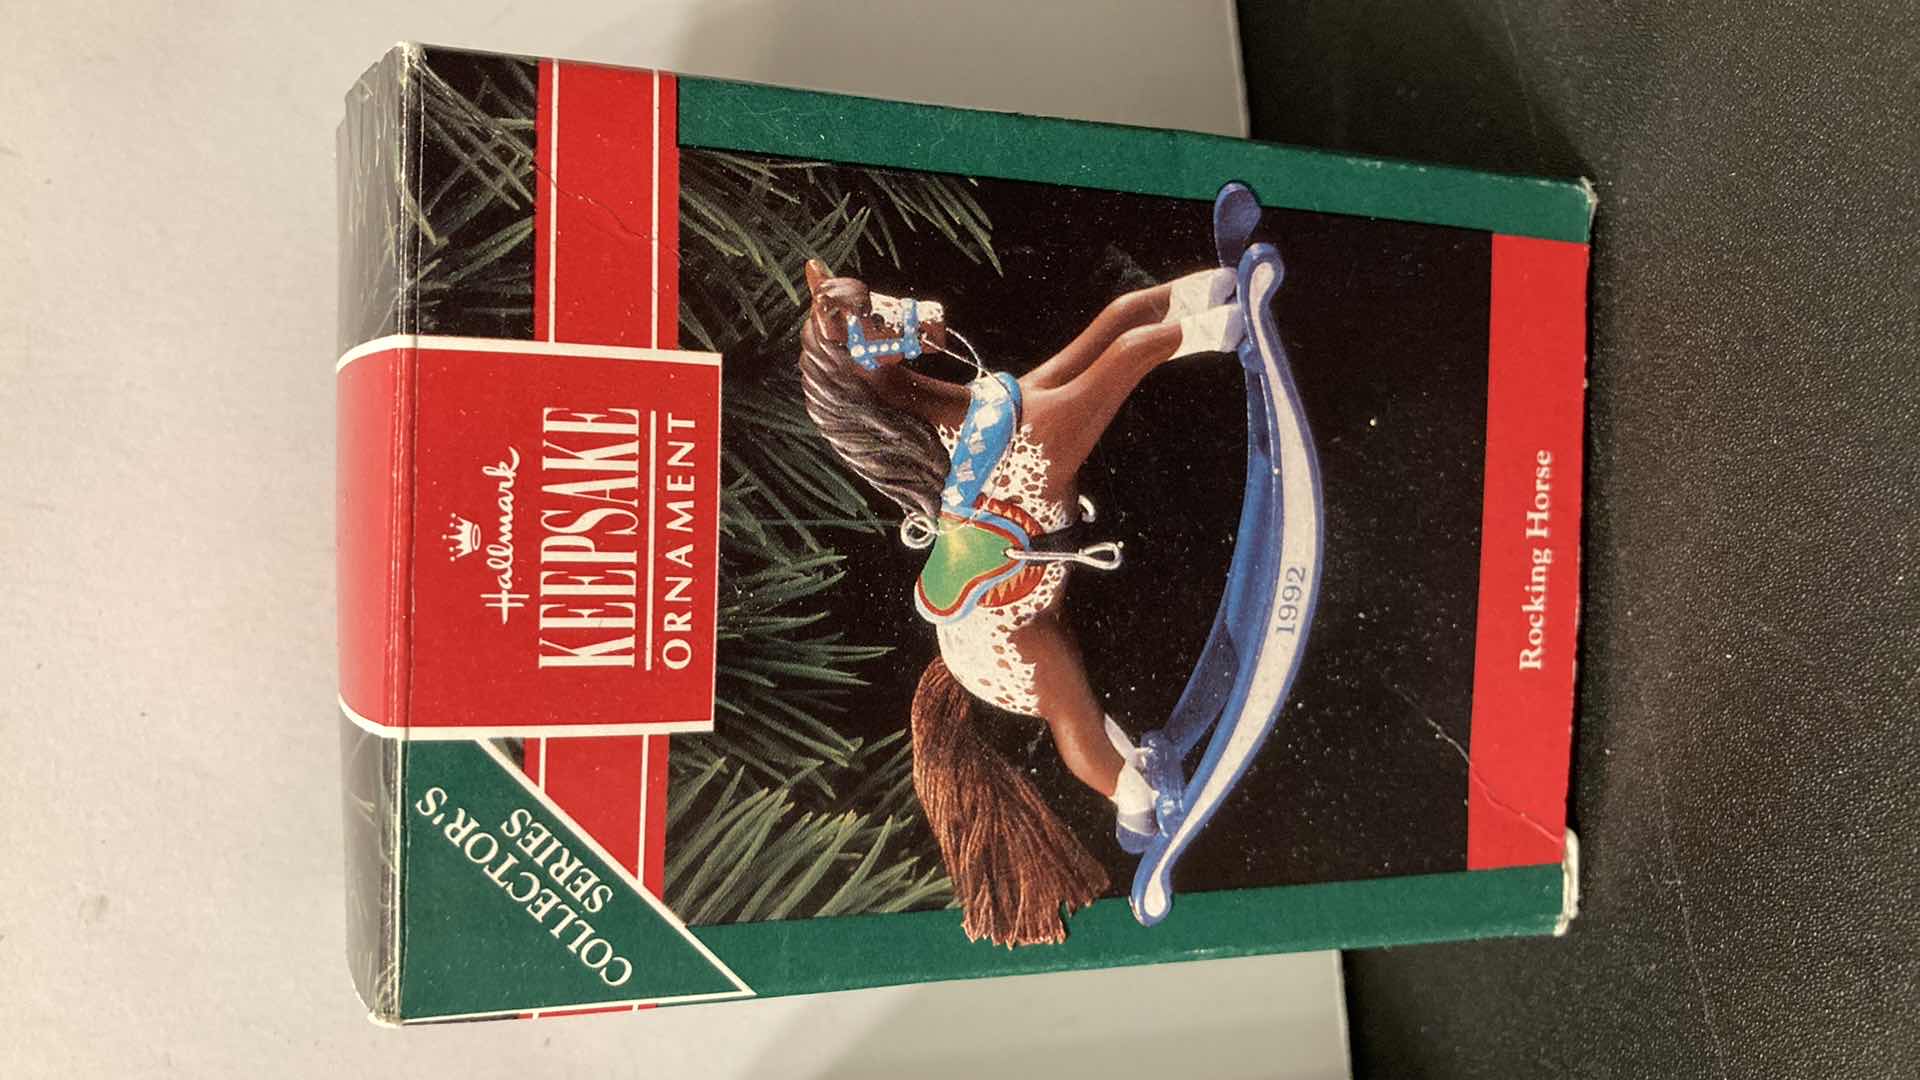 Hallmark
KEEPSAKE
ORNAMENT
COLLECTOR'S
SERIES
1992
Rocking Horse